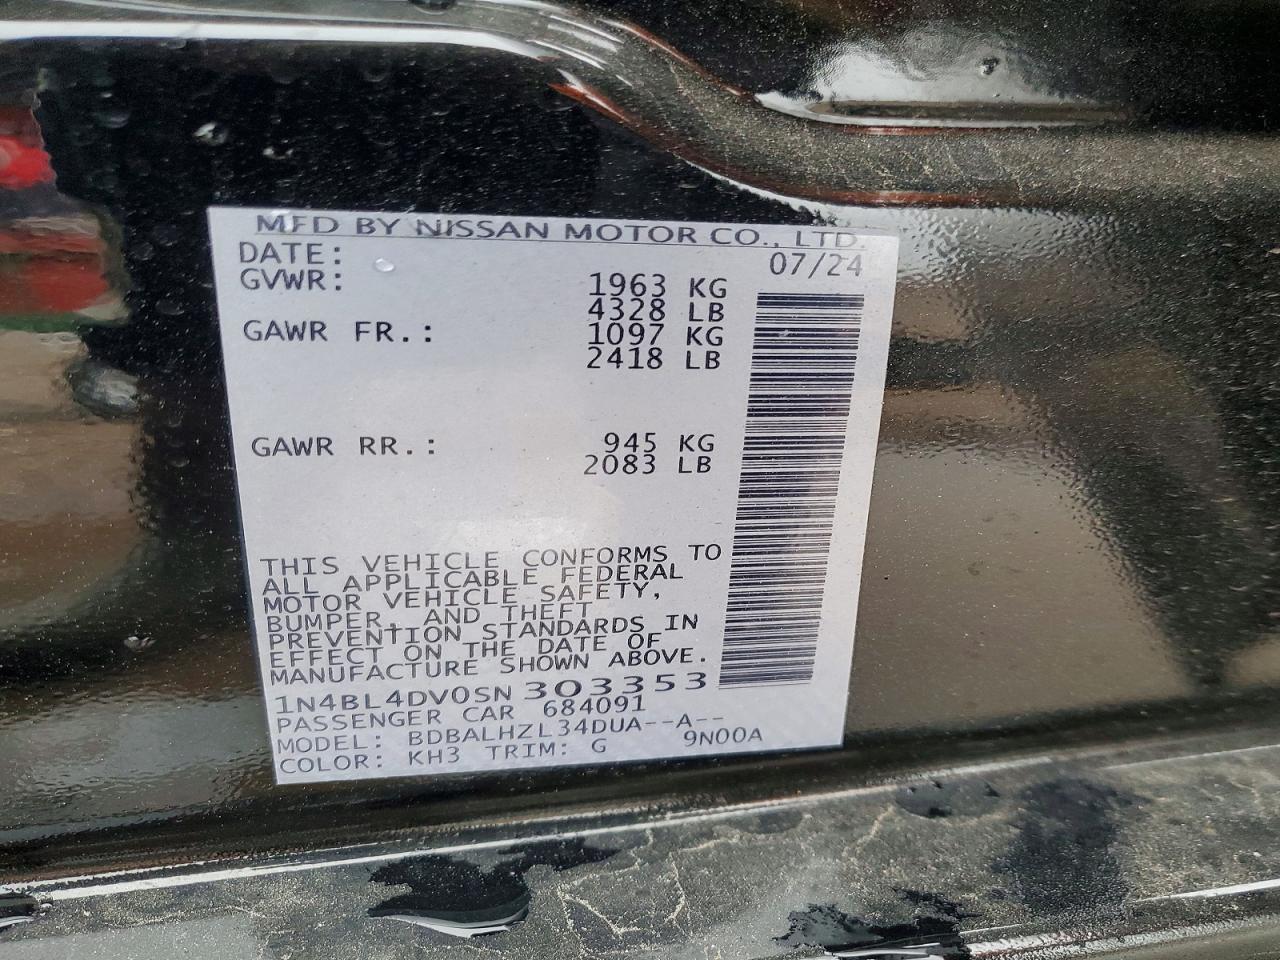 MFD BY NISSAN MOTOR CO., LTD.
DATE: 07/24
GVWR: 1963 KG
4328 LB
GAWR FR.: 1097 KG
2418 LB
GAWR RR.: 945 KG
2083 LB
THIS VEHICLE CONFORMS TO
ALL APPLICABLE FEDERAL
MOTOR VEHICLE SAFETY,
BUMPER, AND THEFT
PREVENTION STANDARDS IN
EFFECT ON THE DATE OF
MANUFACTURE SHOWN ABOVE.
1N4BL4DV0SN303353
PASSENGER CAR 684091
MODEL: BDBALHZL34DUA--A--
COLOR: KH3 TRIM: G 9N00A